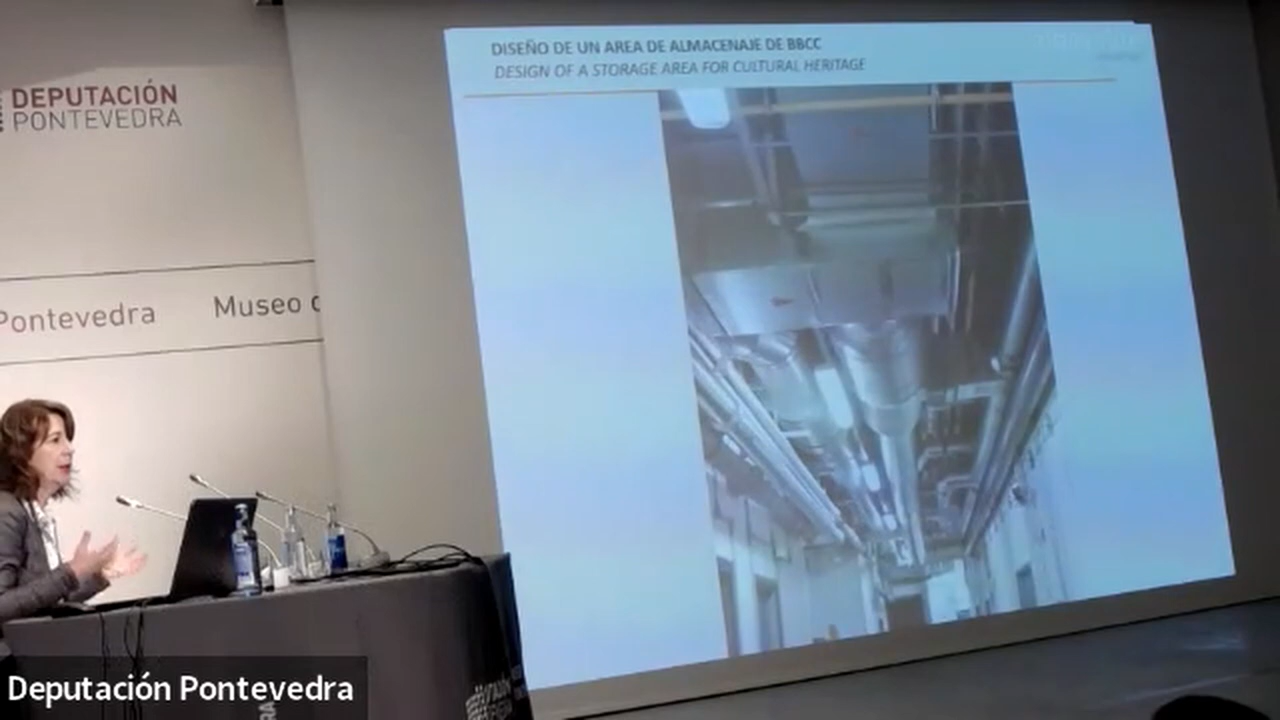 DEPUTACIÓN
PONTEVEDRA
DISEÑO DE UN AREA DE ALMACENAJE DE BBCC
DESIGN OF A STORAGE AREA FOR CULTURAL HERITAGE
Pontevedra Museo
Deputación Pontevedra